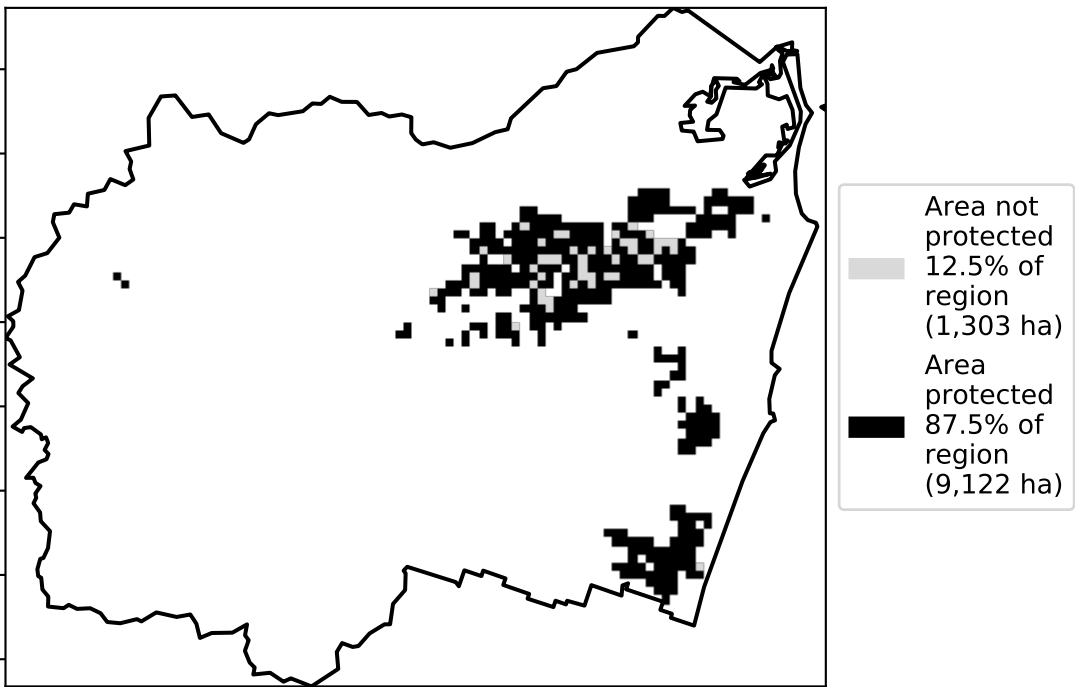 Area not
protected
12.5% of
region
(1,303 ha)
Area
protected
87.5% of
region
(9,122 ha)